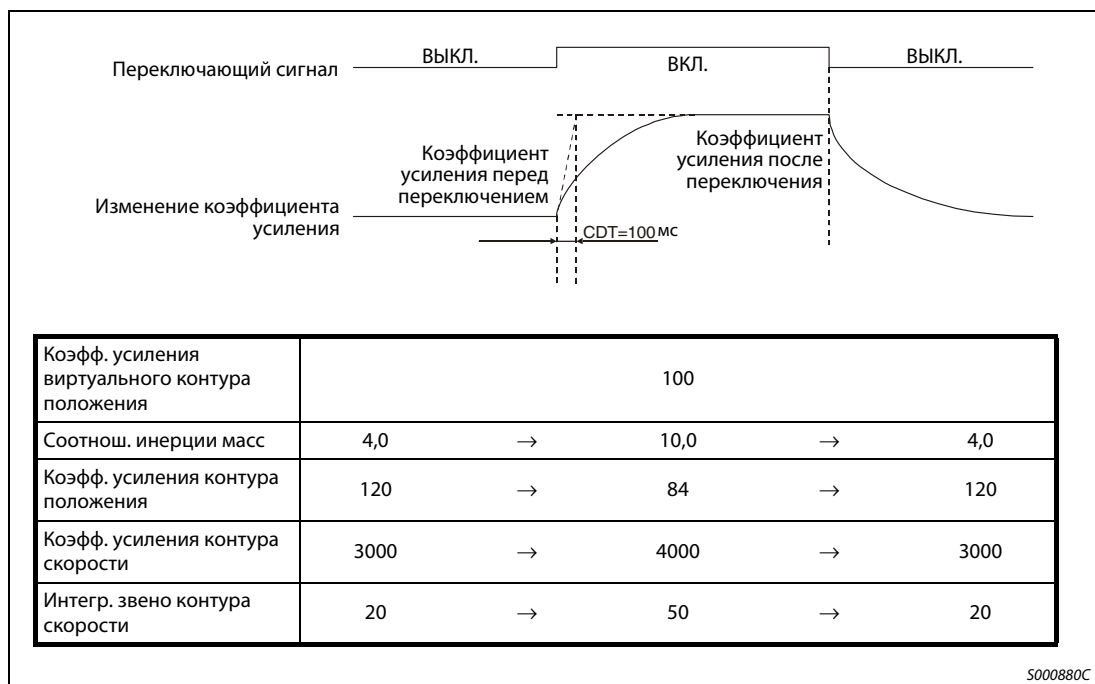 Переключающий сигнал
ВЫКЛ.
ВКЛ.
ВЫКЛ.
Коэффициент
усиления перед
переключением
Коэффициент
усиления после
переключения
Изменение коэффициента
усиления
CDT=100 мс
Коэфф. усиления
виртуального контура
положения
100
Соотнош. инерции масс 4,0 → 10,0 → 4,0
Коэфф. усиления контура
положения
120 → 84 → 120
Коэфф. усиления контура
скорости
3000 → 4000 → 3000
Интегр. звено контура
скорости
20 → 50 → 20
S000880C